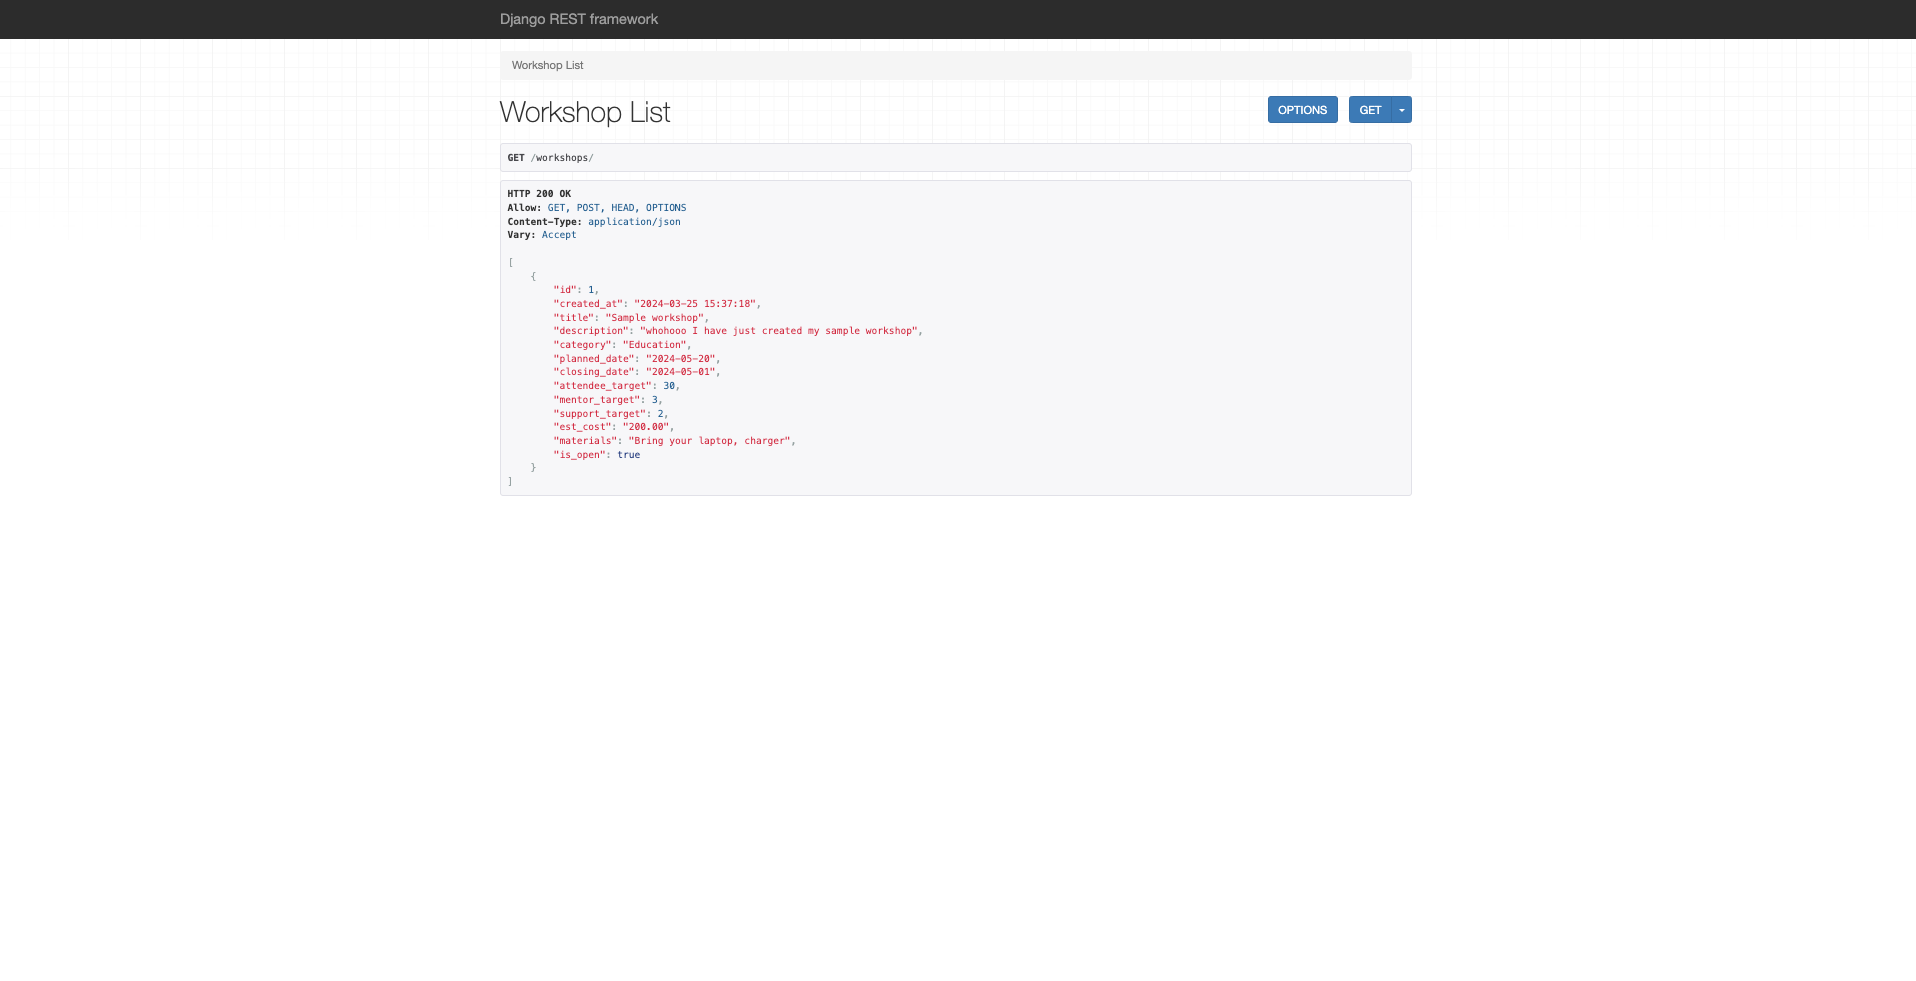 Django REST framework
Workshop List
Workshop List
OPTIONS
GET
GET /workshops/
HTTP 200 OK
Allow: GET, POST, HEAD, OPTIONS
Content-Type: application/json
Vary: Accept
[
    {
        "id": 1,
        "created_at": "2024-03-25 15:37:18",
        "title": "Sample workshop",
        "description": "whohooo I have just created my sample workshop",
        "category": "Education",
        "planned_date": "2024-05-20",
        "closing_date": "2024-05-01",
        "attendee_target": 30,
        "mentor_target": 3,
        "support_target": 2,
        "est_cost": "200.00",
        "materials": "Bring your laptop, charger",
        "is_open": true
    }
]